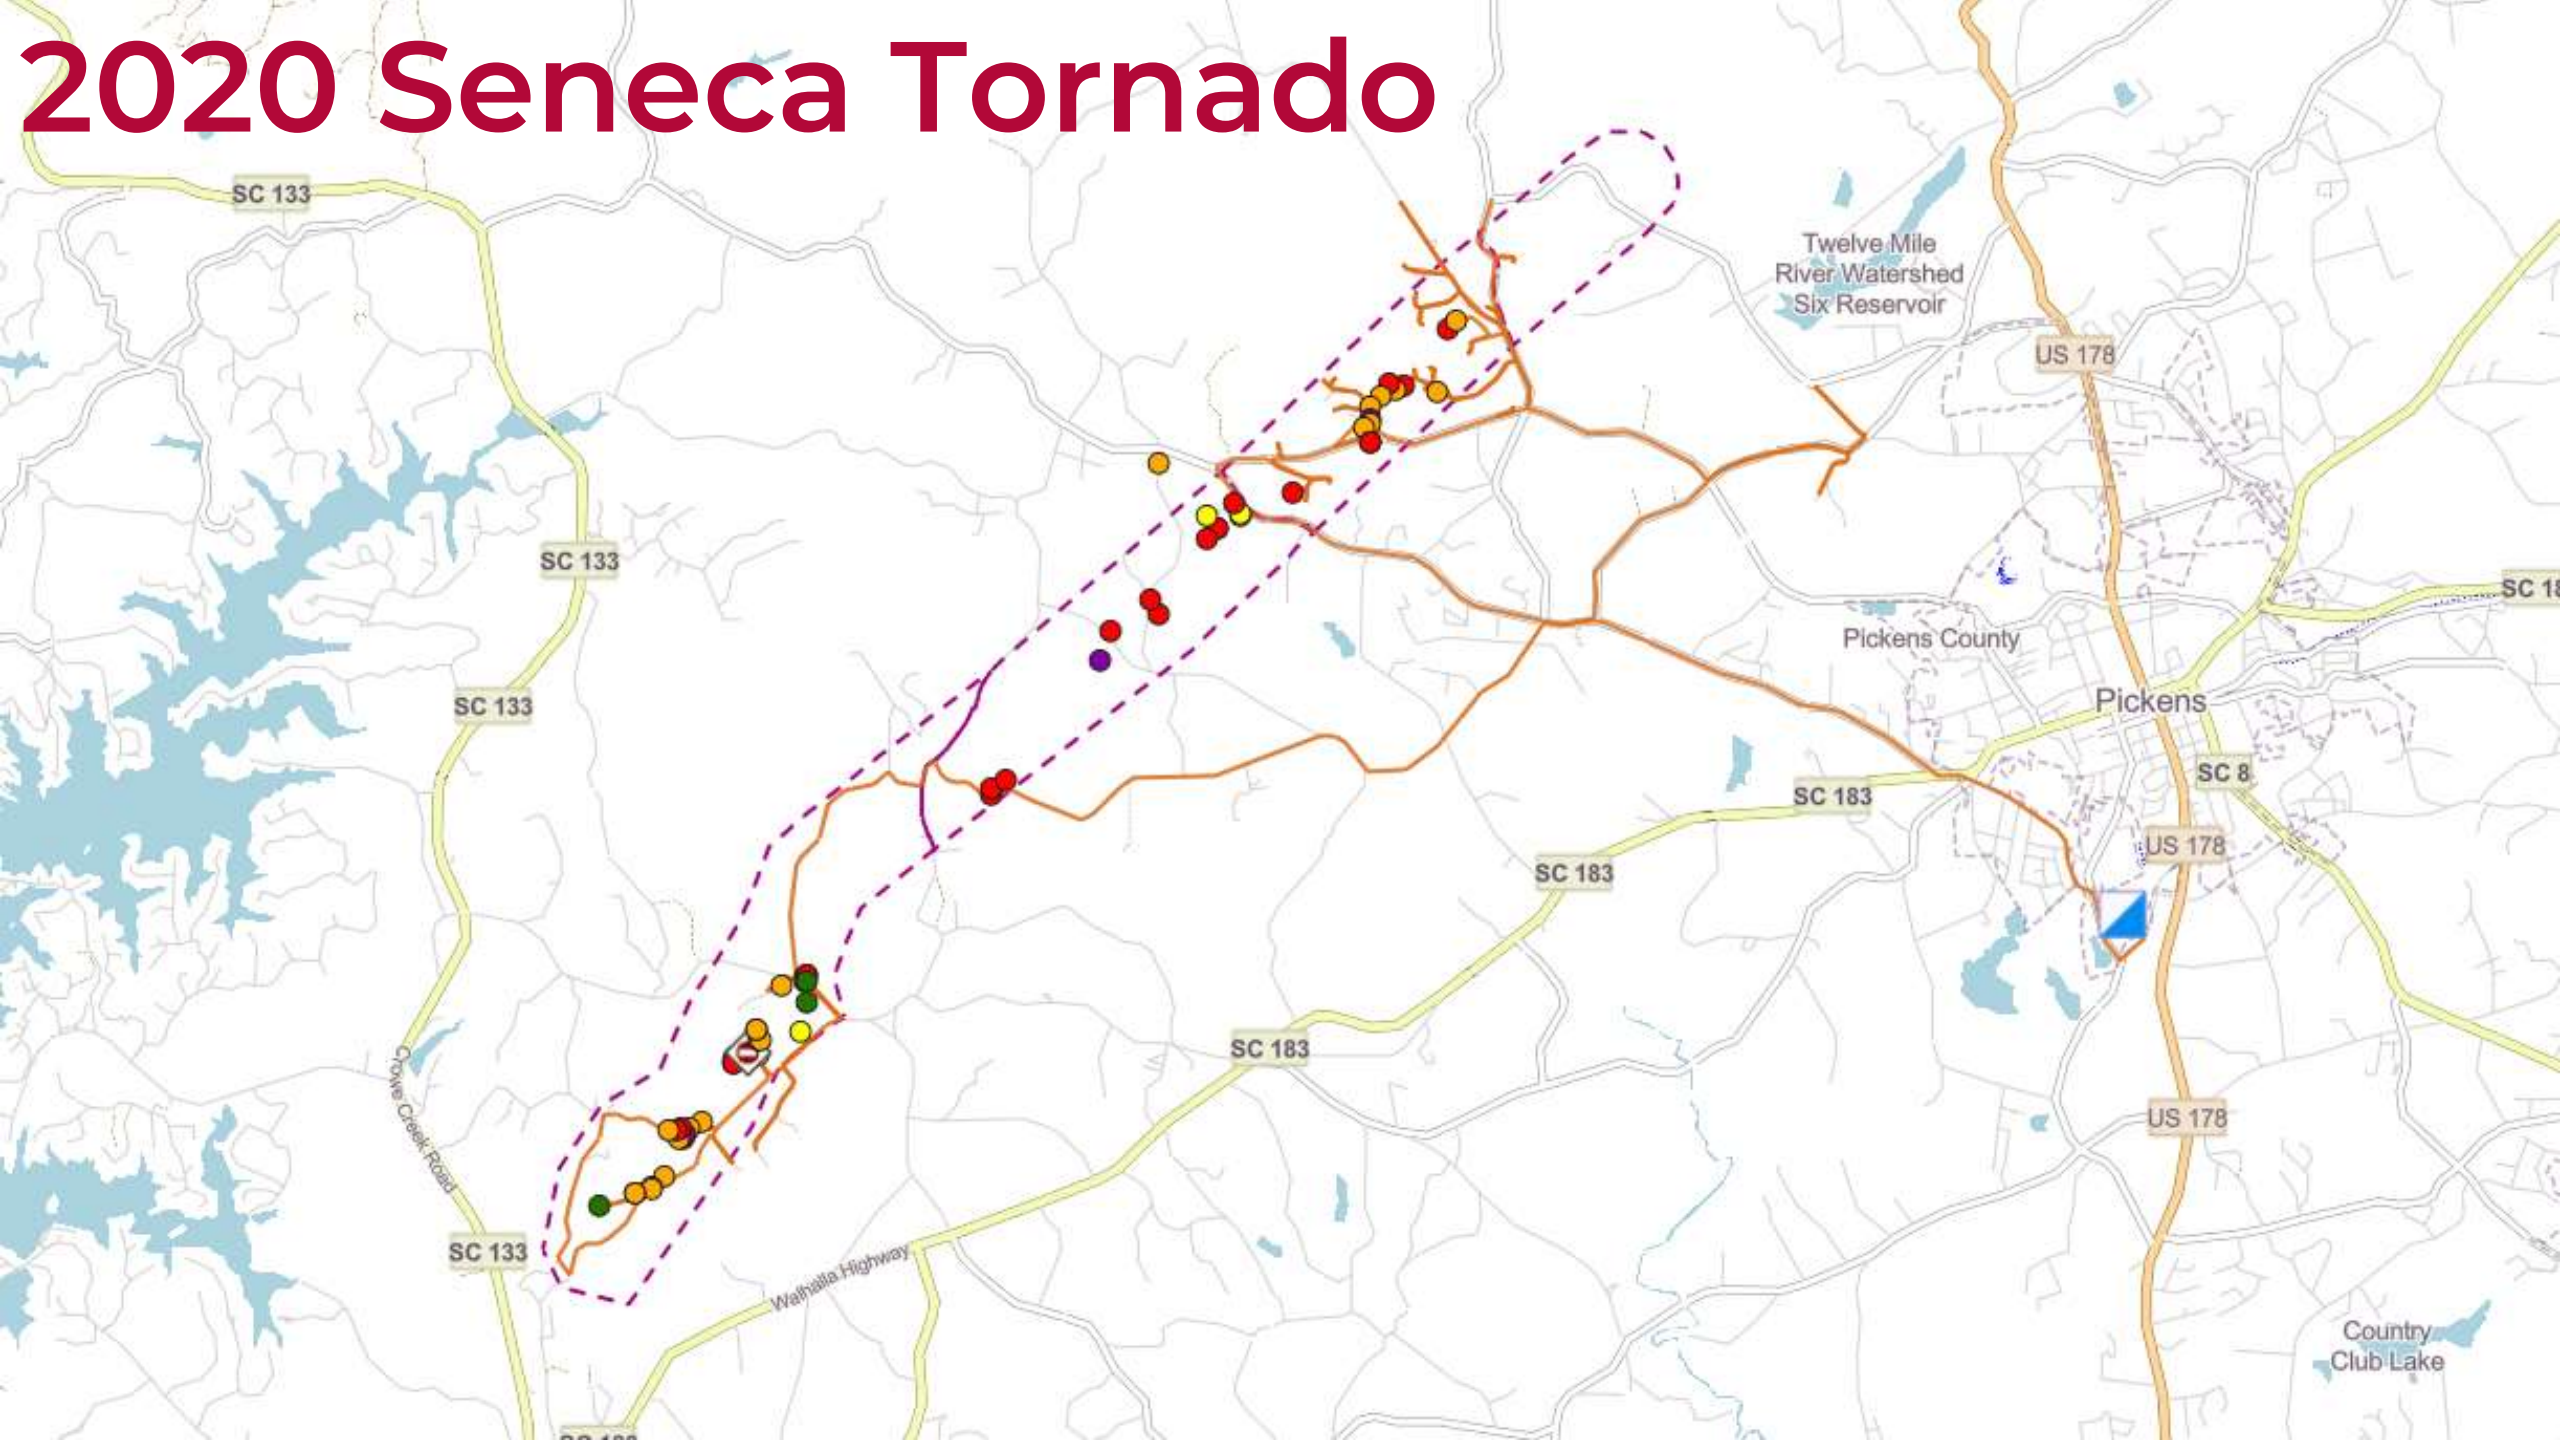 2020 Seneca Tornado
SC 133
Twelve Mile
River Watershed
Six Reservoir
US 178
SC 133
SC 18
Pickens County
SC 133
Pickens
SC 8
SC 183
US 178
SC 183
SC 183
Crowe Creek Road
US 178
SC 133
Walhalla Highway
Country
Club Lake